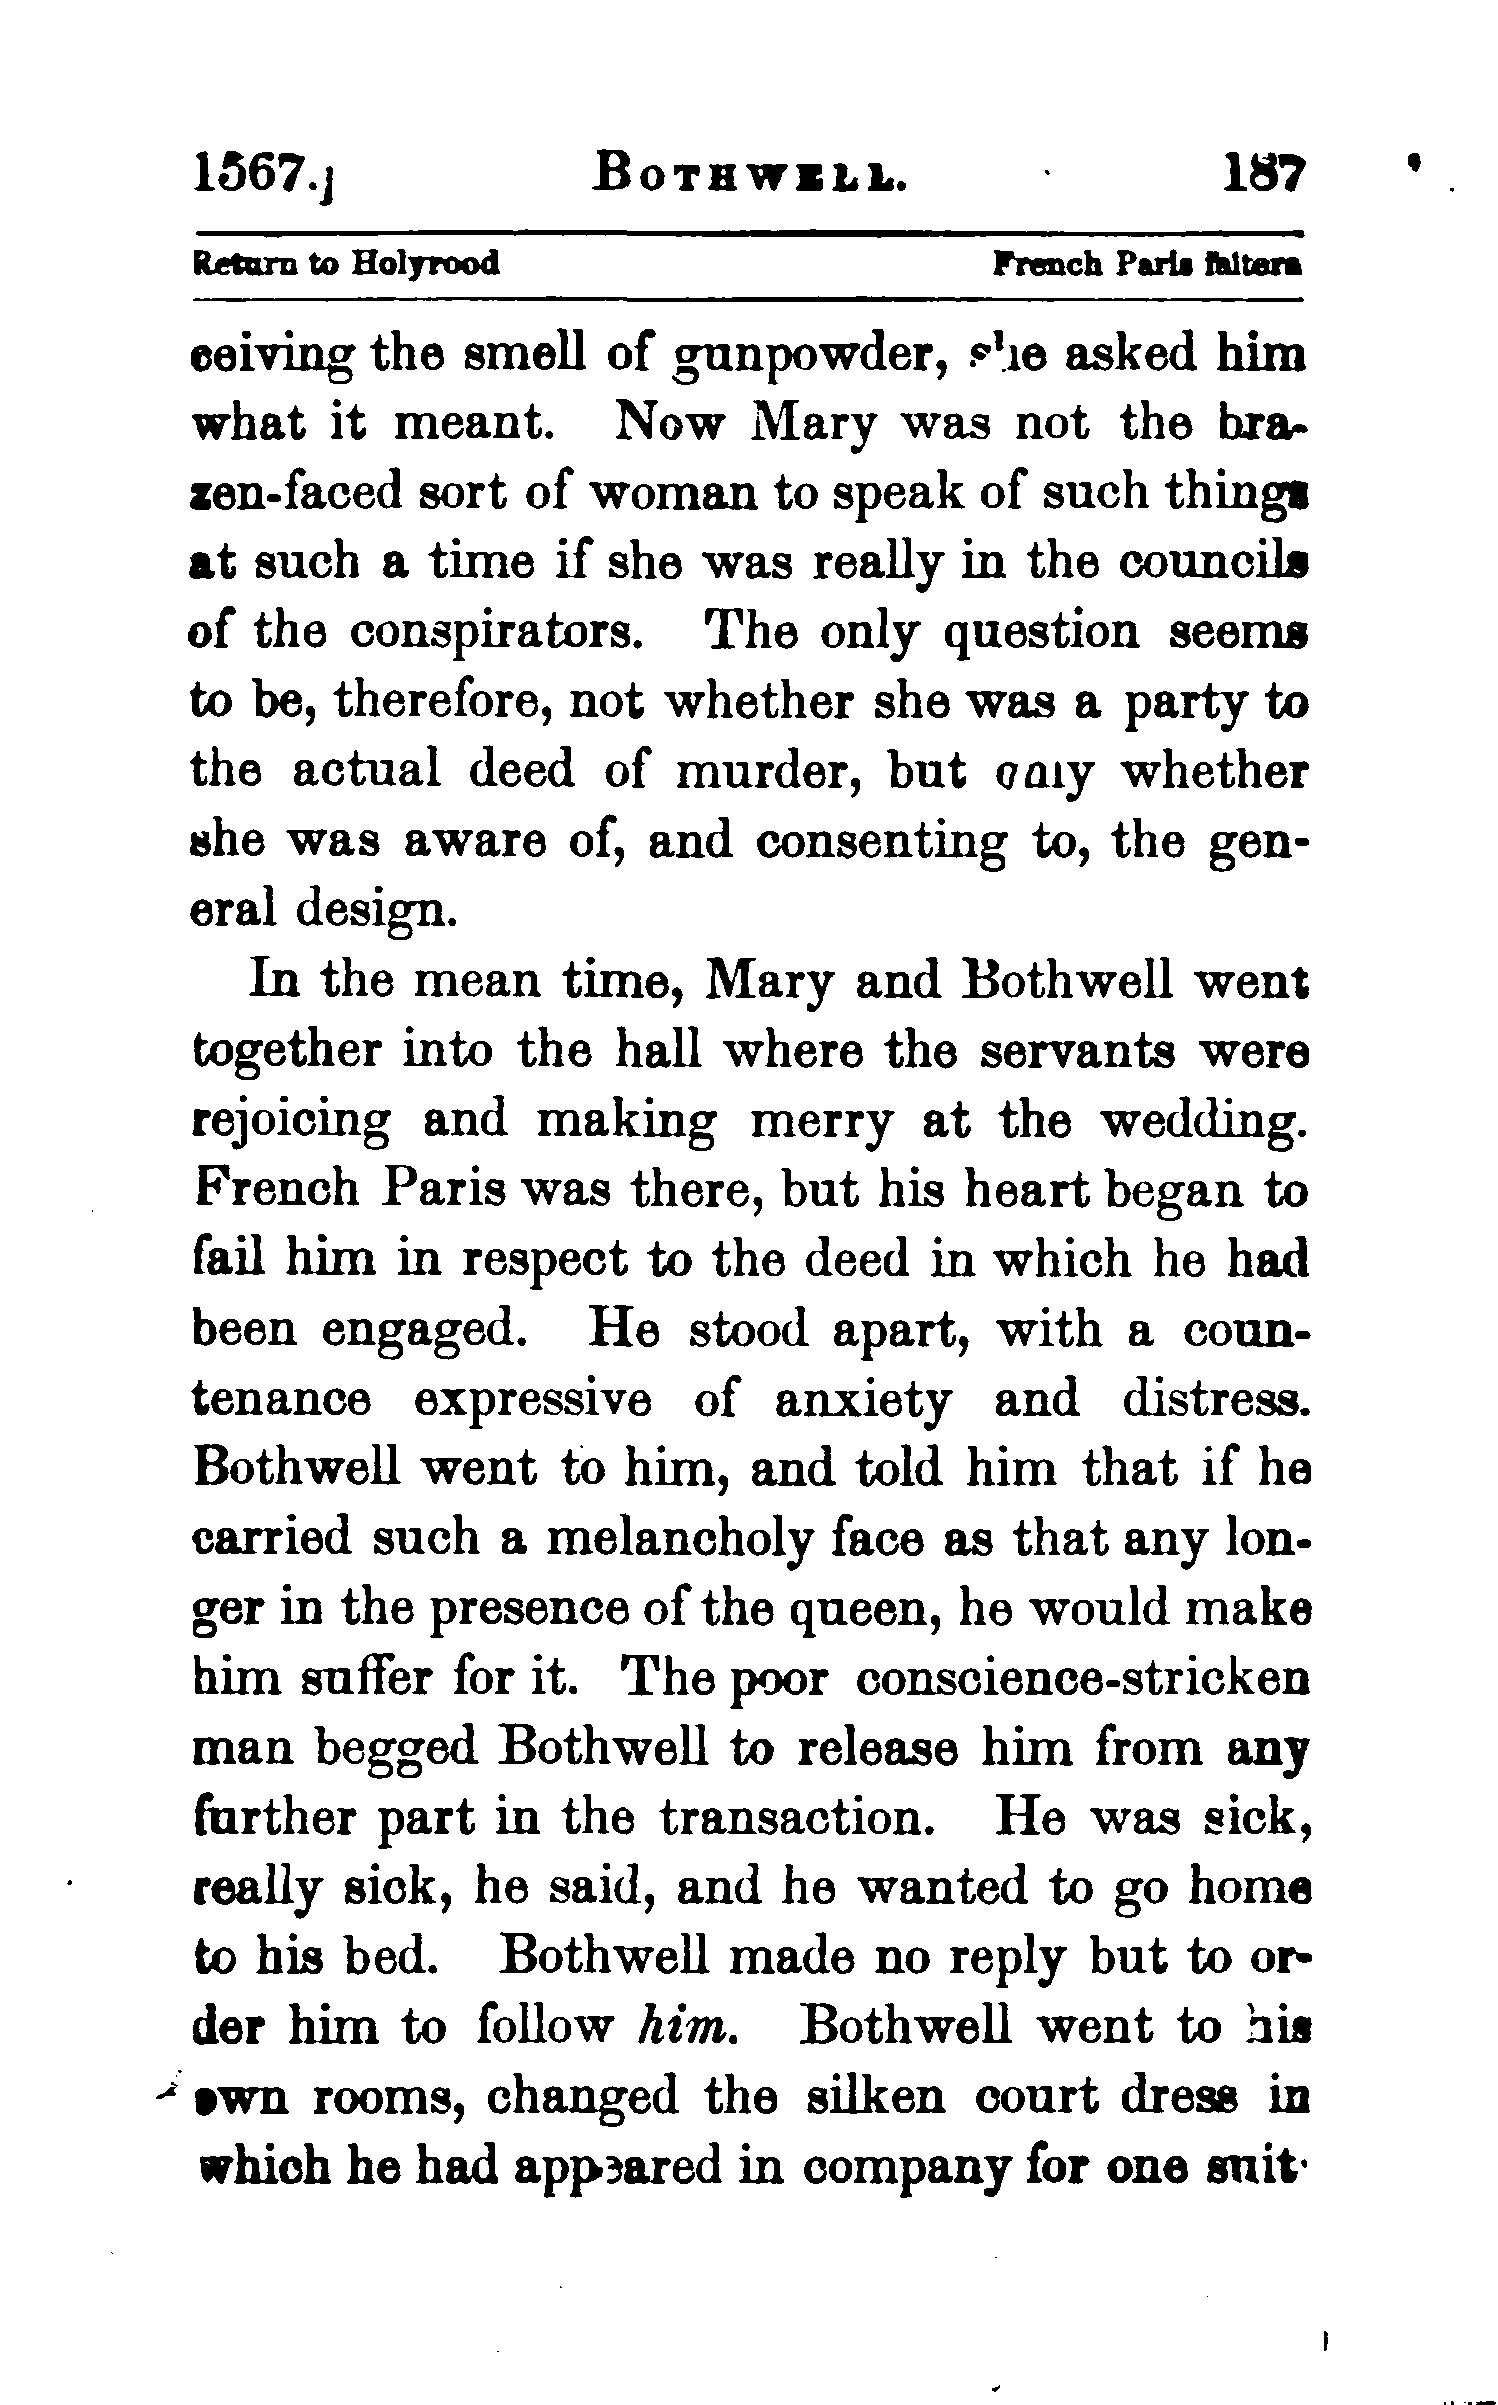 1567.] BOTHWELL. 187
Return to Holyrood French Paris falters
ceiving the smell of gunpowder, she asked him
what it meant. Now Mary was not the bra-
zen-faced sort of woman to speak of such things
at such a time if she was really in the councils
of the conspirators. The only question seems
to be, therefore, not whether she was a party to
the actual deed of murder, but only whether
she was aware of, and consenting to, the gen-
eral design.
In the mean time, Mary and Bothwell went
together into the hall where the servants were
rejoicing and making merry at the wedding.
French Paris was there, but his heart began to
fail him in respect to the deed in which he had
been engaged. He stood apart, with a coun-
tenance expressive of anxiety and distress.
Bothwell went to him, and told him that if he
carried such a melancholy face as that any lon-
ger in the presence of the queen, he would make
him suffer for it. The poor conscience-stricken
man begged Bothwell to release him from any
further part in the transaction. He was sick,
really sick, he said, and he wanted to go home
to his bed. Bothwell made no reply but to or-
der him to follow him. Bothwell went to his
own rooms, changed the silken court dress in
which he had appeared in company for one suit-